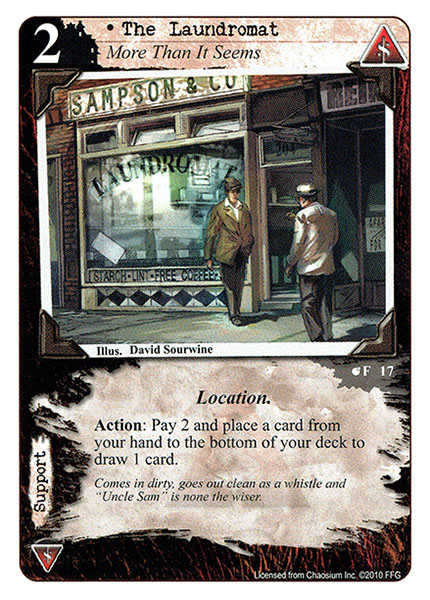 2
• The Laundromat
More Than It Seems
SAMPSON & CO
LAUNDROMAT
STARCH-LINT-FREE COFFEE
Illus. David Sourwine
F 17
Location.
Action: Pay 2 and place a card from
your hand to the bottom of your deck to
draw 1 card.
Comes in dirty, goes out clean as a whistle and
"Uncle Sam" is none the wiser.
Support
Licensed from Chaosium Inc. ©2010 FFG